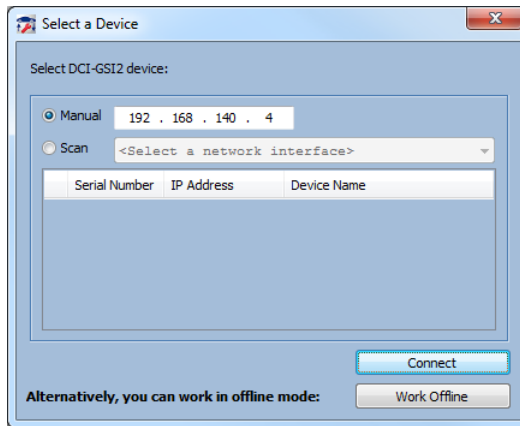 Select a Device
Select DCI-GSI2 device:
Manual 192 . 168 . 140 . 4
Scan <Select a network interface>
Serial Number IP Address Device Name
Connect
Alternatively, you can work in offline mode: Work Offline